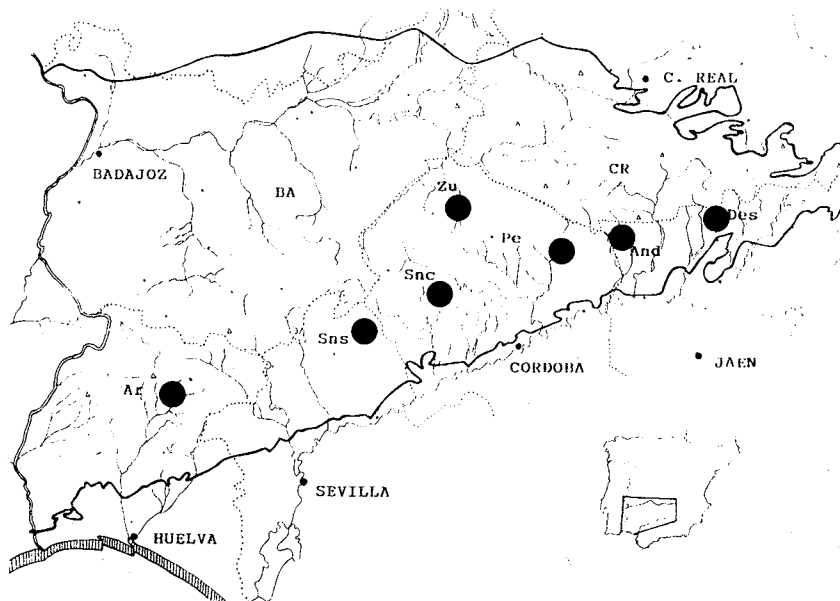 C. REAL
BADAJOZ
BA
CR
Zu
Des
Pe
And
Snc
Sns
CORDOBA
JAEN
Ar
SEVILLA
HUELVA